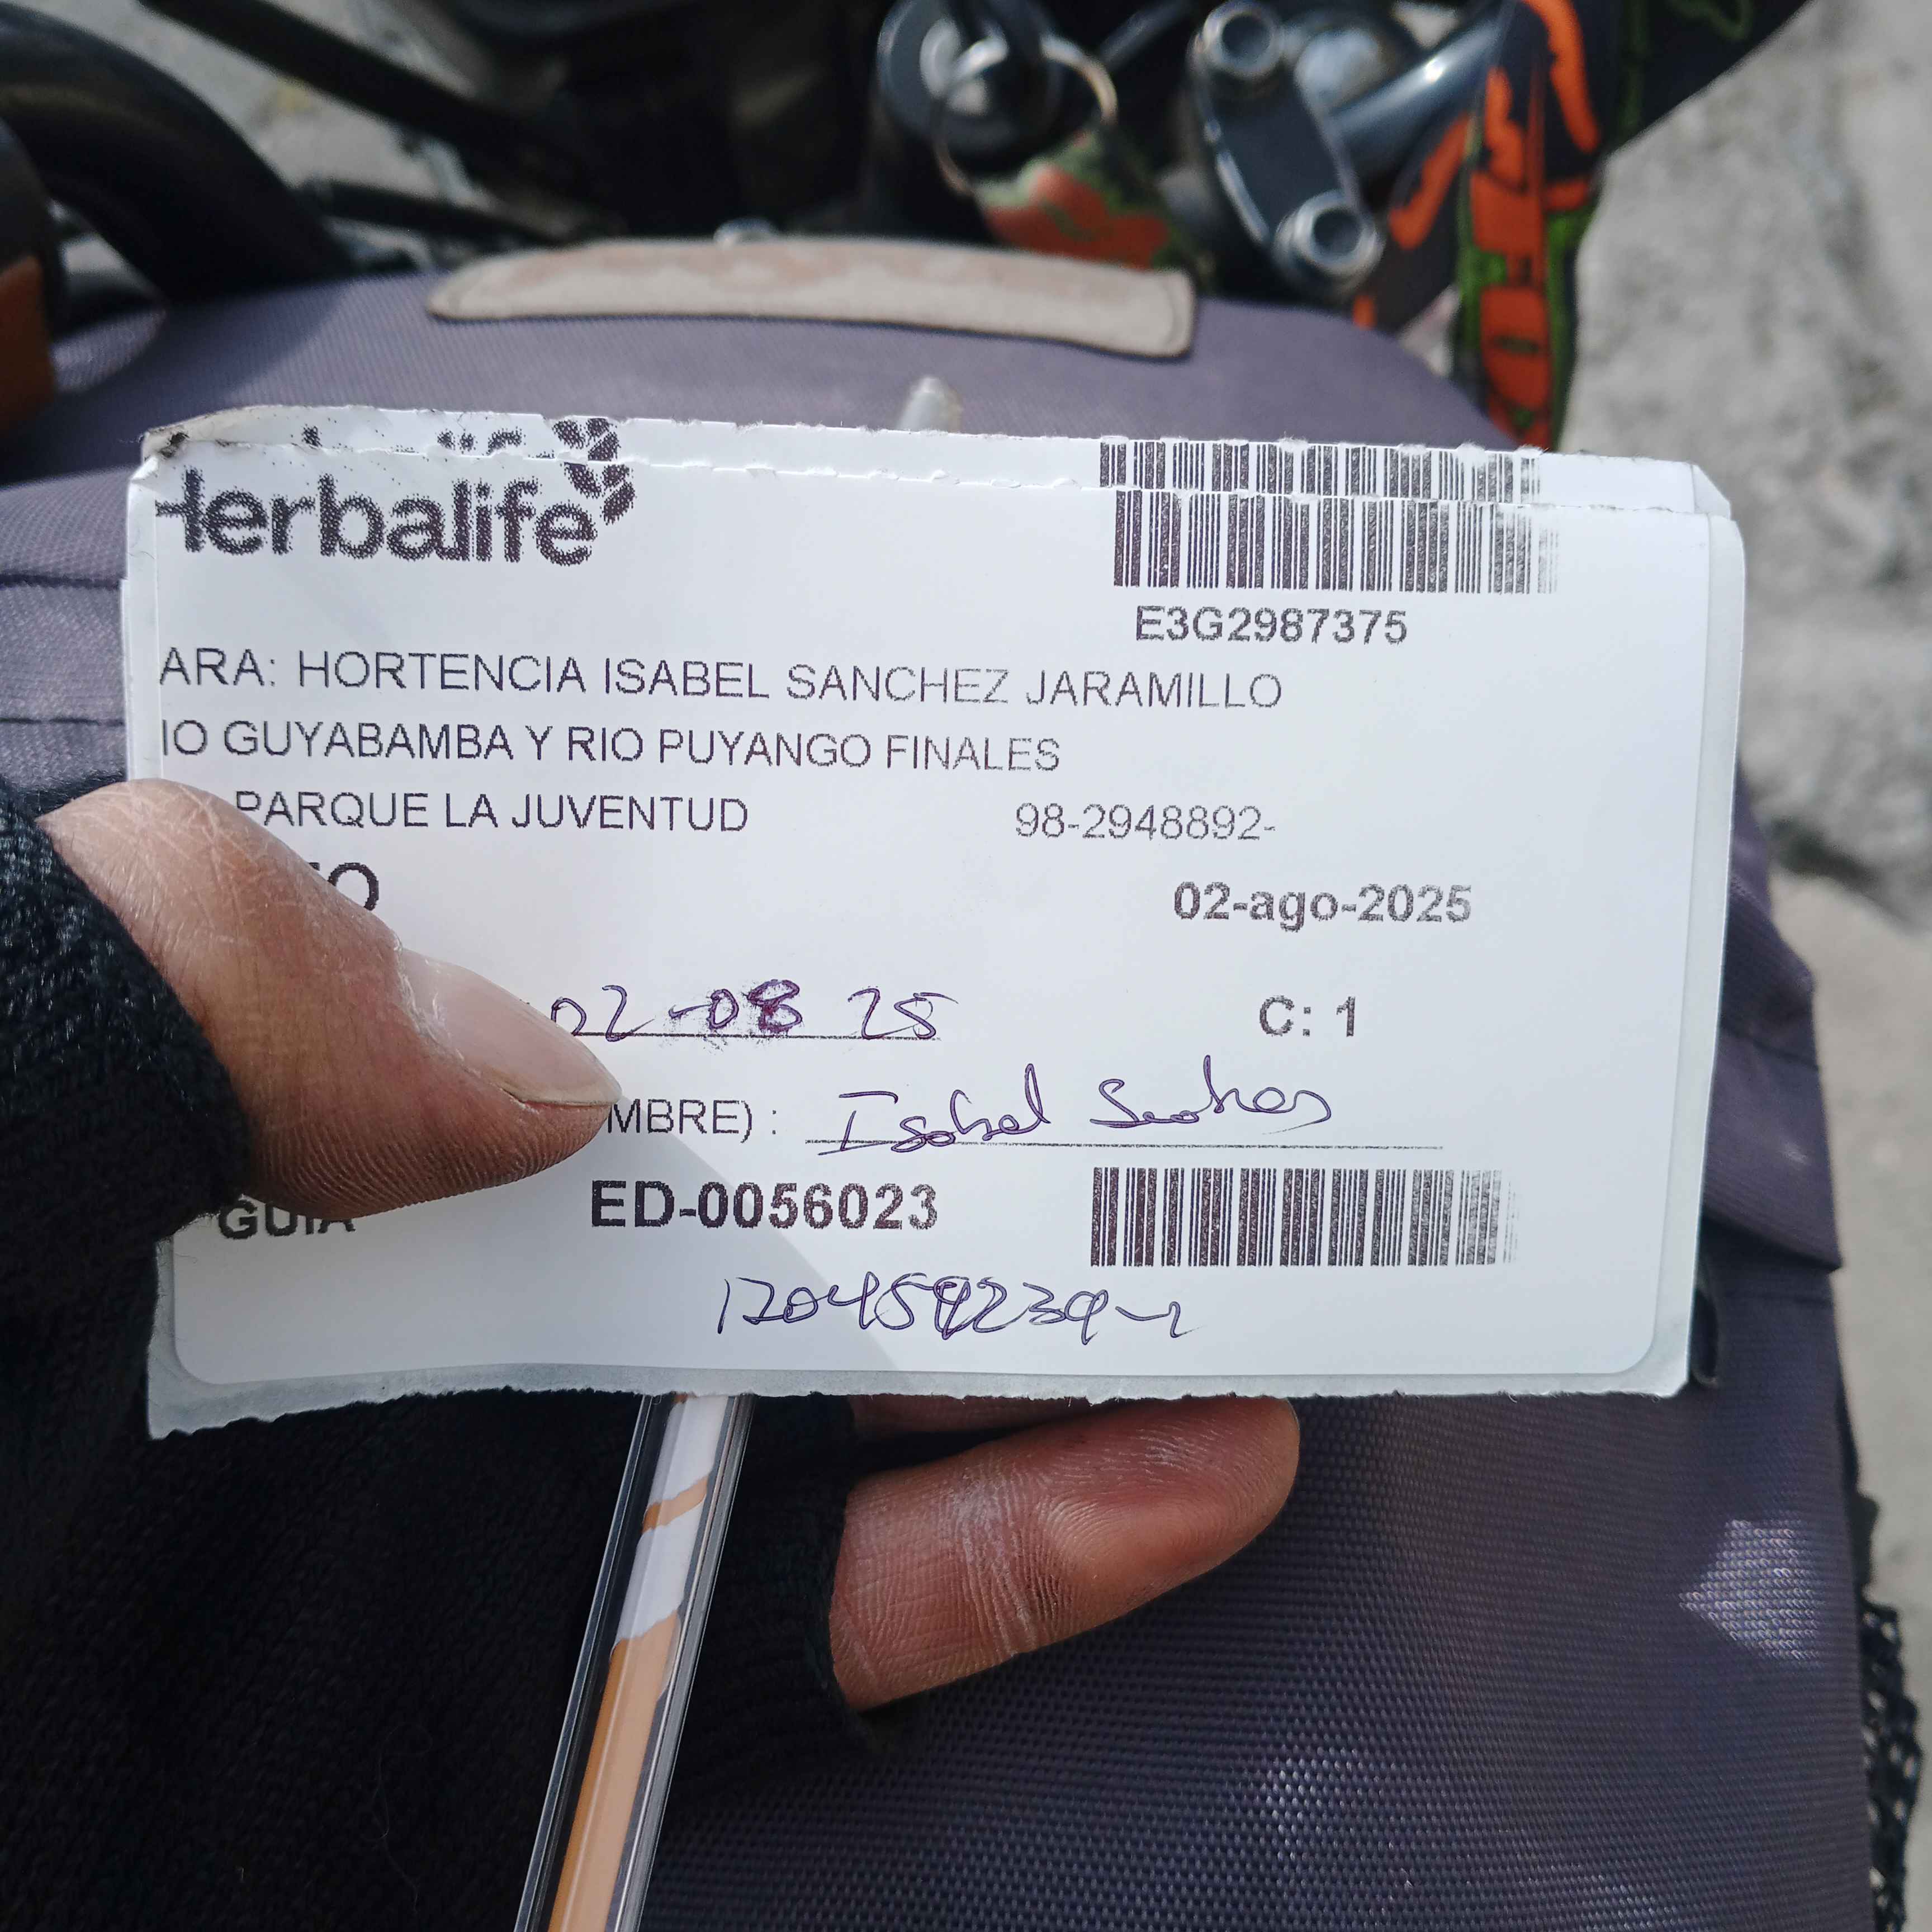 Herbalife
E3G2987375
ARA: HORTENCIA ISABEL SANCHEZ JARAMILLO
IO GUYABAMBA Y RIO PUYANGO FINALES
PARQUE LA JUVENTUD 98-2948892-
02-ago-2025
02-08 25 C: 1
MBRE) : Isabel
GUIA ED-0056023